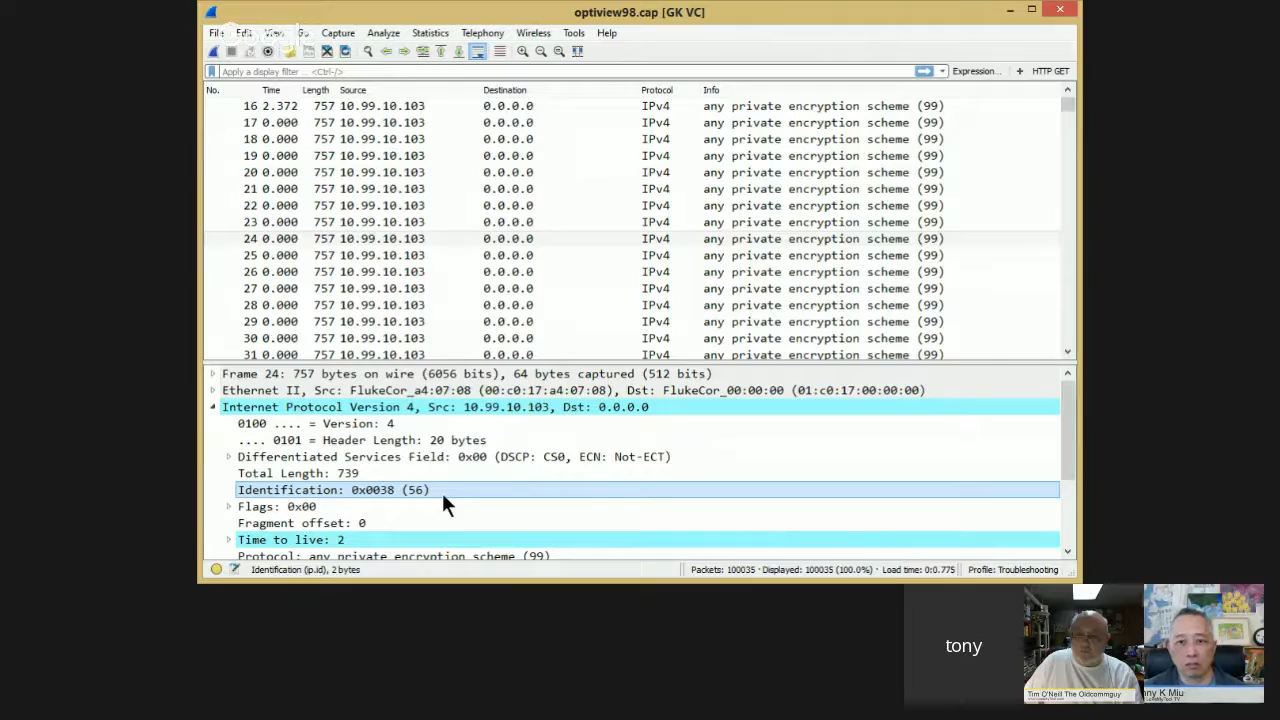 optiview98.cap [GK VC]
File Edit View Go Capture Analyze Statistics Telephony Wireless Tools Help
Apply a display filter ... <Ctrl-/> Expression... + HTTP GET
No. Time Length Source Destination Protocol Info
16 2.372 757 10.99.10.103 0.0.0.0 IPv4 any private encryption scheme (99)
17 0.000 757 10.99.10.103 0.0.0.0 IPv4 any private encryption scheme (99)
18 0.000 757 10.99.10.103 0.0.0.0 IPv4 any private encryption scheme (99)
19 0.000 757 10.99.10.103 0.0.0.0 IPv4 any private encryption scheme (99)
20 0.000 757 10.99.10.103 0.0.0.0 IPv4 any private encryption scheme (99)
21 0.000 757 10.99.10.103 0.0.0.0 IPv4 any private encryption scheme (99)
22 0.000 757 10.99.10.103 0.0.0.0 IPv4 any private encryption scheme (99)
23 0.000 757 10.99.10.103 0.0.0.0 IPv4 any private encryption scheme (99)
24 0.000 757 10.99.10.103 0.0.0.0 IPv4 any private encryption scheme (99)
25 0.000 757 10.99.10.103 0.0.0.0 IPv4 any private encryption scheme (99)
26 0.000 757 10.99.10.103 0.0.0.0 IPv4 any private encryption scheme (99)
27 0.000 757 10.99.10.103 0.0.0.0 IPv4 any private encryption scheme (99)
28 0.000 757 10.99.10.103 0.0.0.0 IPv4 any private encryption scheme (99)
29 0.000 757 10.99.10.103 0.0.0.0 IPv4 any private encryption scheme (99)
30 0.000 757 10.99.10.103 0.0.0.0 IPv4 any private encryption scheme (99)
31 0.000 757 10.99.10.103 0.0.0.0 IPv4 any private encryption scheme (99)
Frame 24: 757 bytes on wire (6056 bits), 64 bytes captured (512 bits)
Ethernet II, Src: FlukeCor_a4:07:08 (00:c0:17:a4:07:08), Dst: FlukeCor_00:00:00 (01:c0:17:00:00:00)
Internet Protocol Version 4, Src: 10.99.10.103, Dst: 0.0.0.0
0100 .... = Version: 4
.... 0101 = Header Length: 20 bytes
Differentiated Services Field: 0x00 (DSCP: CS0, ECN: Not-ECT)
Total Length: 739
Identification: 0x0038 (56)
Flags: 0x00
Fragment offset: 0
Time to live: 2
Protocol: any private encryption scheme (99)
Identification (ip.id), 2 bytes Packets: 100035 · Displayed: 100035 (100.0%) · Load time: 0:0.775 Profile: Troubleshooting
tony
Tim O'Neill The Oldcommguy
nny K Miu